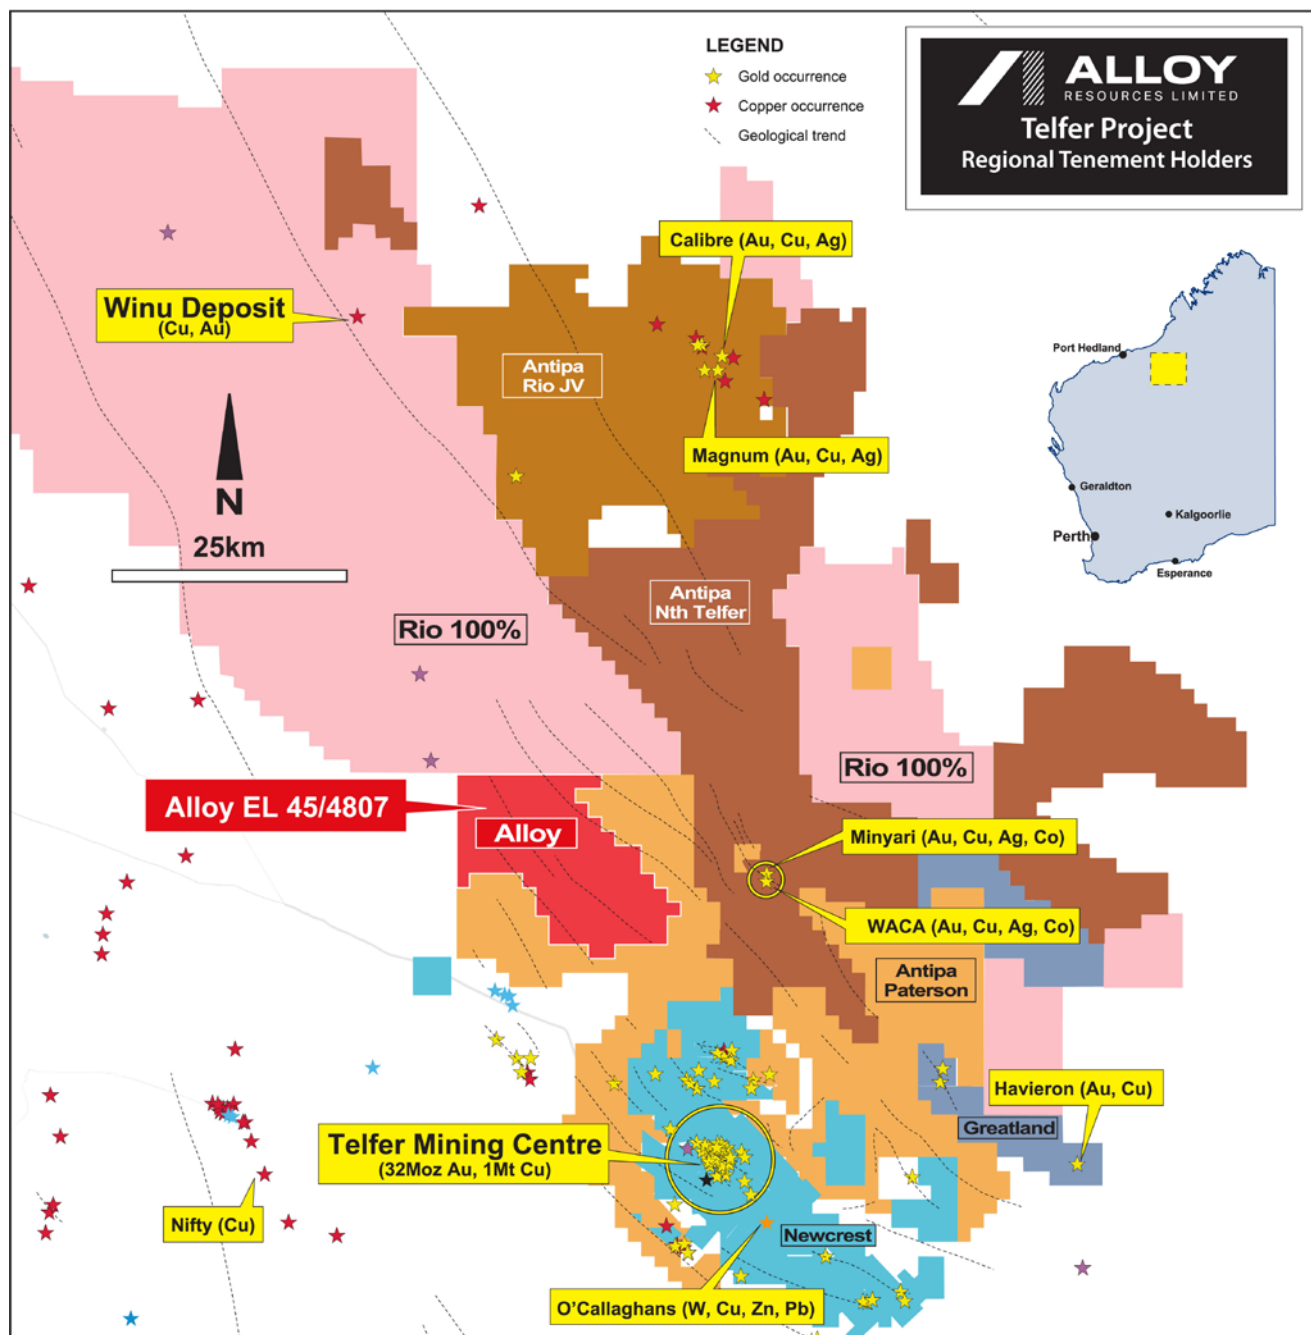 LEGEND
Gold occurrence
Copper occurrence
Geological trend
ALLOY
RESOURCES LIMITED
Telfer Project
Regional Tenement Holders
Calibre (Au, Cu, Ag)
Winu Deposit
(Cu, Au)
Antipa
Rio JV
Magnum (Au, Cu, Ag)
N
25km
Port Hedland
Geraldton
Kalgoorlie
Perth
Esperance
Antipa
Nth Telfer
Rio 100%
Rio 100%
Alloy EL 45/4807
Alloy
Minyari (Au, Cu, Ag, Co)
WACA (Au, Cu, Ag, Co)
Antipa
Paterson
Havieron (Au, Cu)
Greatland
Telfer Mining Centre
(32Moz Au, 1Mt Cu)
Nifty (Cu)
Newcrest
O'Callaghans (W, Cu, Zn, Pb)